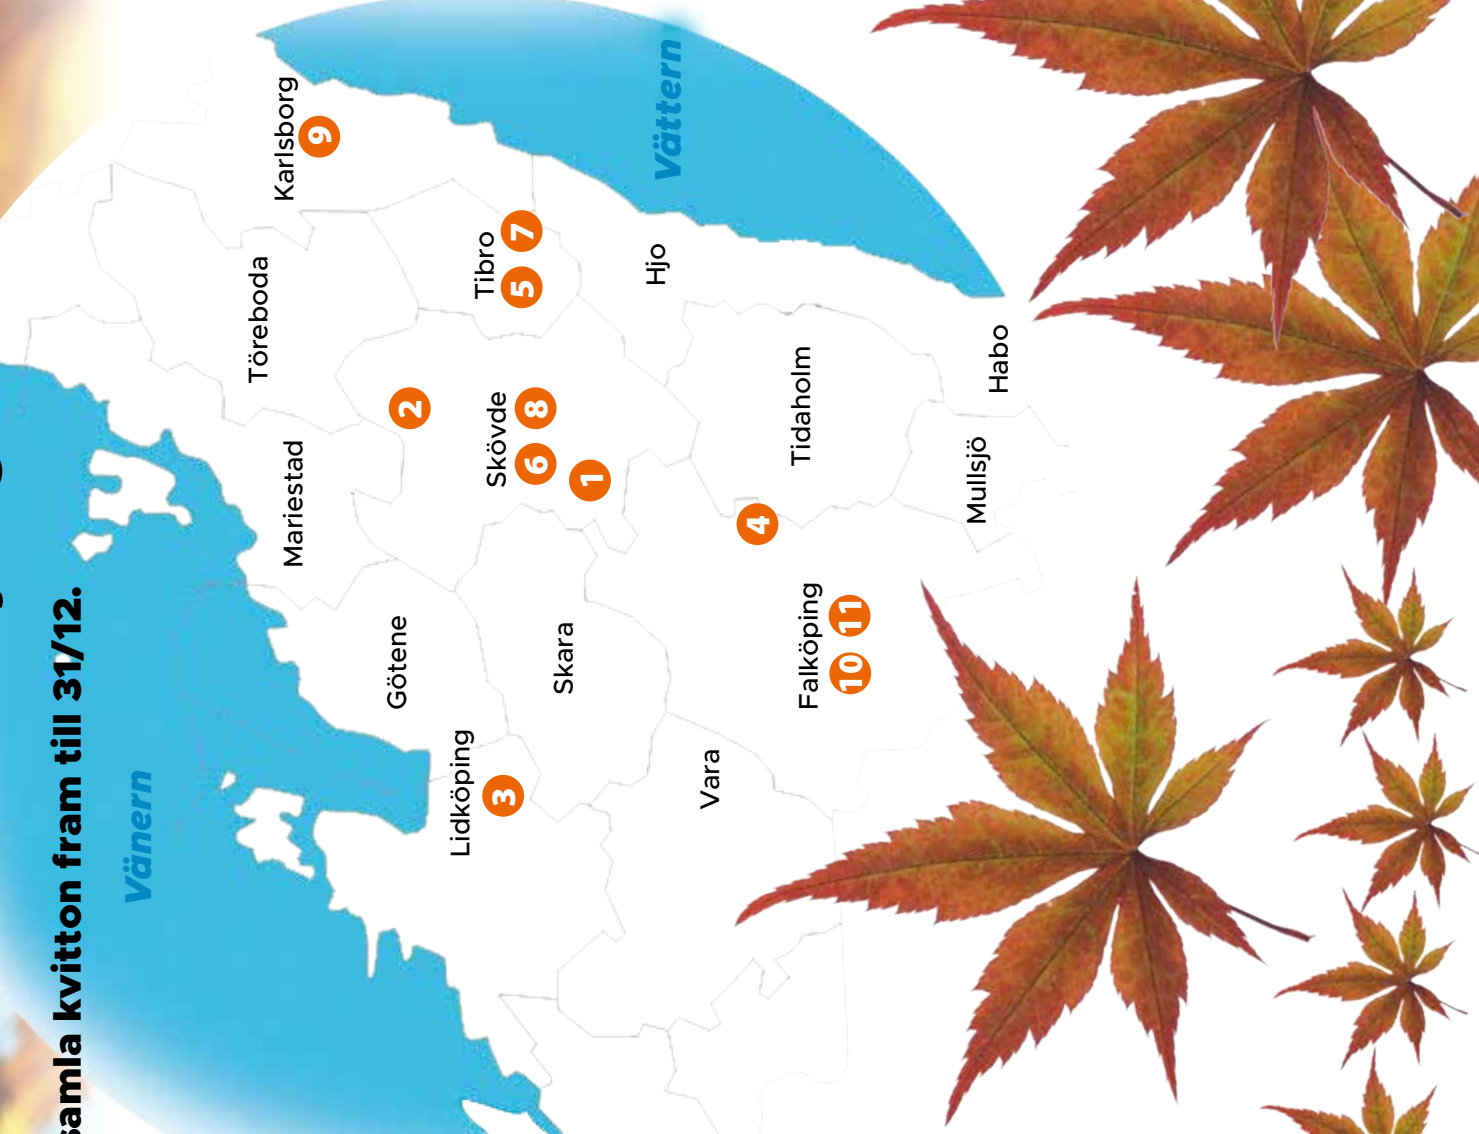 samla kvitton fram till 31/12.
Vänern
Vättern
Karlsborg
9
Töreboda
Mariestad
2
Tibro
5 7
Hjo
Skövde
6 8
1
Götene
Skara
Lidköping
3
Tidaholm
4
Falköping
10 11
Vara
Habo
Mullsjö